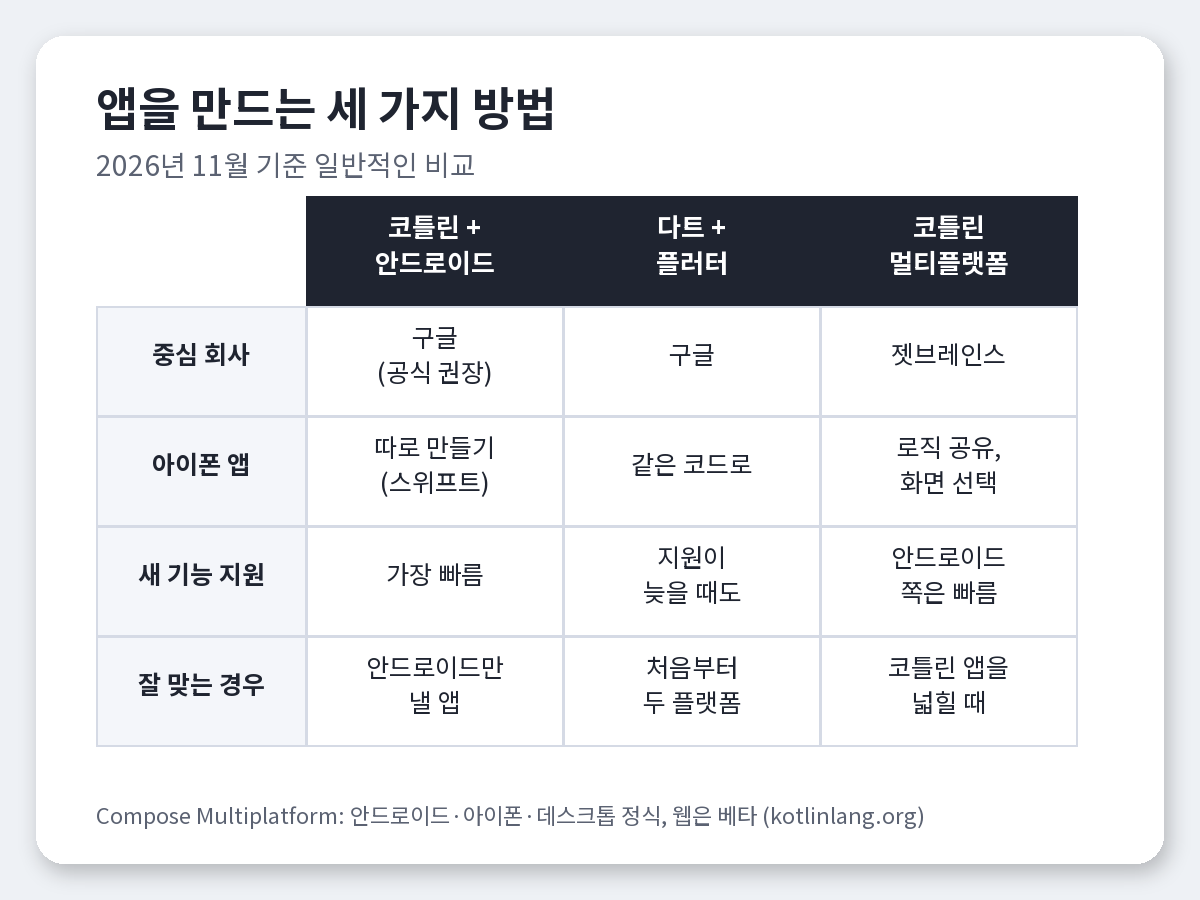 앱을 만드는 세 가지 방법
2026년 11월 기준 일반적인 비교
코틀린 +
안드로이드
다트 +
플러터
코틀린
멀티플랫폼
중심 회사
구글
(공식 권장)
구글
젯브레인스
아이폰 앱
따로 만들기
(스위프트)
같은 코드로
로직 공유,
화면 선택
새 기능 지원
가장 빠름
지원이
늦을 때도
안드로이드
쪽은 빠름
잘 맞는 경우
안드로이드만
낼 앱
처음부터
두 플랫폼
코틀린 앱을
넓힐 때
Compose Multiplatform: 안드로이드·아이폰·데스크톱 정식, 웹은 베타 (kotlinlang.org)